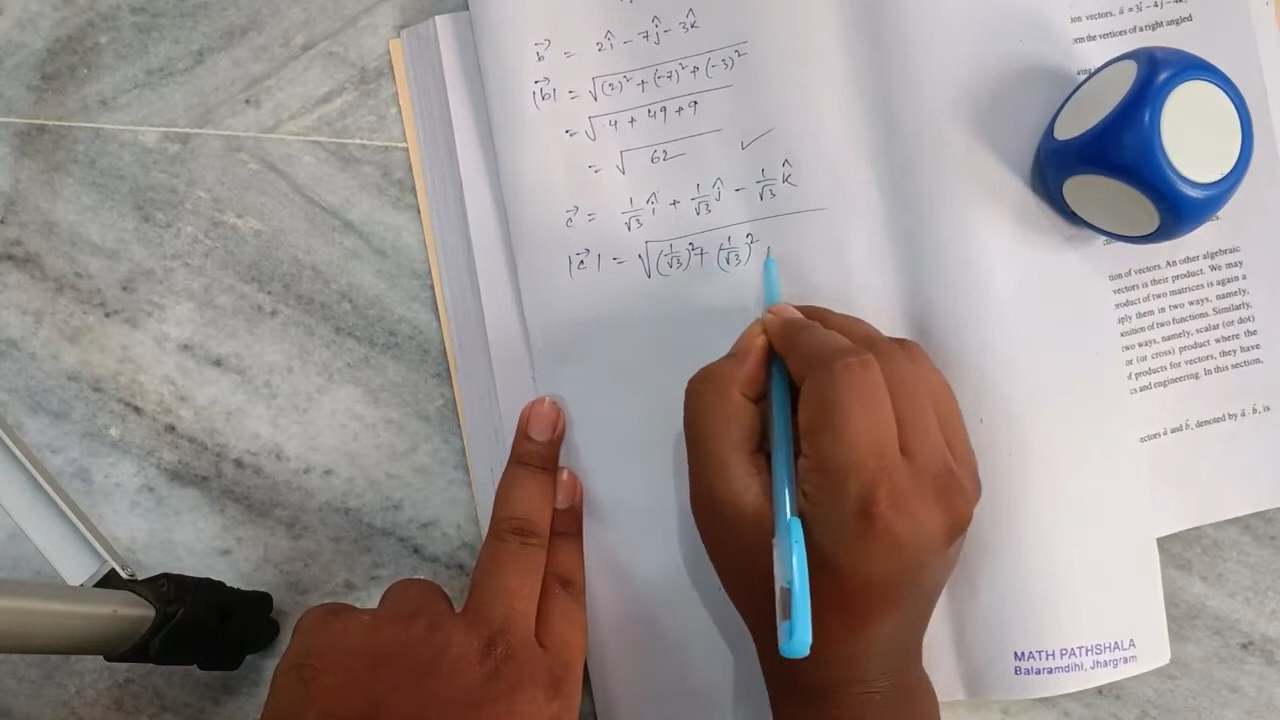 b⃗ = 2î - 7ĵ - 3k̂
|b⃗| = √(2)² + (-7)² + (-3)²
= √4 + 49 + 9
= √62 ✓
c⃗ = 1/√3 î + 1/√3 ĵ - 1/√3 k̂
|c⃗| = √(1/√3)² + (1/√3)²
ion vectors, a⃗ = 3î - 4ĵ - 4k̂,
orm the vertices of a right angled
tion of vectors. An other algebraic
vectors is their product. We may
product of two matrices is again a
iply them in two ways, namely,
osition of two functions. Similarly,
two ways, namely, scalar (or dot)
or (or cross) product where the
of products for vectors, they have
cs and engineering. In this section,
ectors a⃗ and b⃗, denoted by a⃗ · b⃗, is
MATH PATHSHALA
Balaramdihi, Jhargram